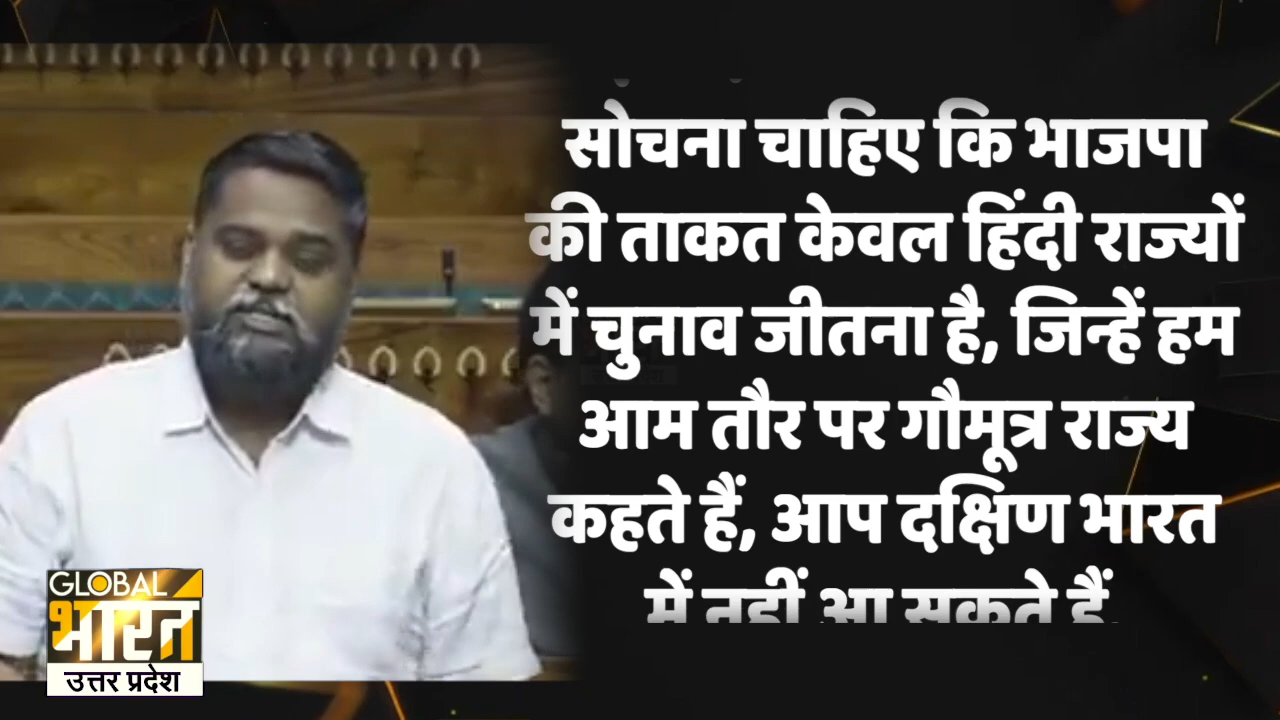 सोचना चाहिए कि भाजपा
की ताकत केवल हिंदी राज्यों
में चुनाव जीतना है, जिन्हें हम
आम तौर पर गौमूत्र राज्य
कहते हैं, आप दक्षिण भारत
में नहीं आ सकते हैं.
GLOBAL
भारत
उत्तर प्रदेश